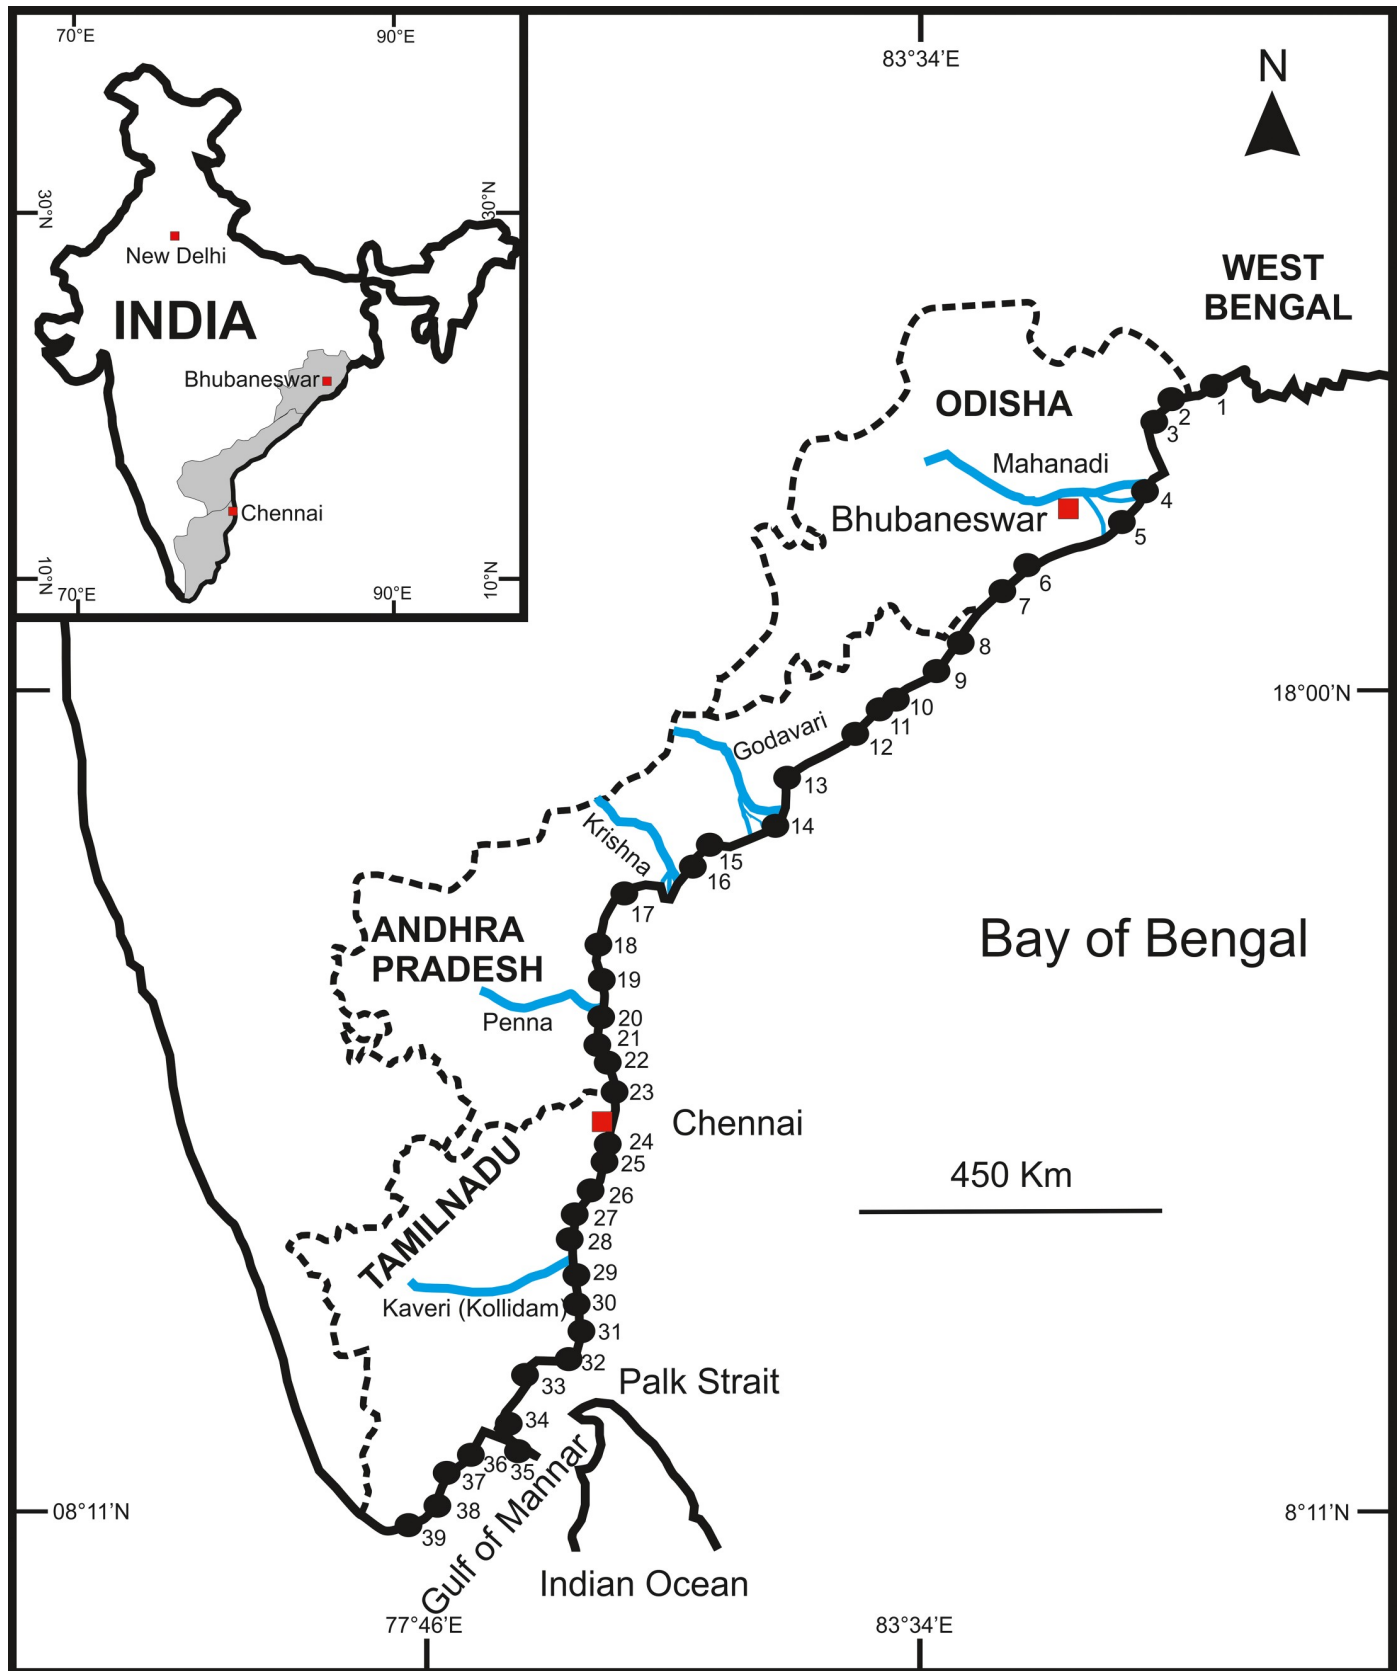 70°E
90°E
83°34’E
N
30°N
30°N
New Delhi
INDIA
Bhubaneswar
Chennai
10°N
10°N
70°E
90°E
WEST
BENGAL
ODISHA
Mahanadi
Bhubaneswar
1
2
3
4
5
6
7
8
9
10
11
12
18°00’N
Godavari
13
14
Krishna
15
16
17
ANDHRA
PRADESH
Bay of Bengal
18
19
Penna
20
21
22
23
Chennai
24
25
TAMILNADU
450 Km
26
27
28
29
Kaveri (Kollidam)
30
31
32
Palk Strait
33
34
35
36
37
38
39
Gulf of Mannar
08°11’N
8°11’N
Indian Ocean
77°46’E
83°34’E